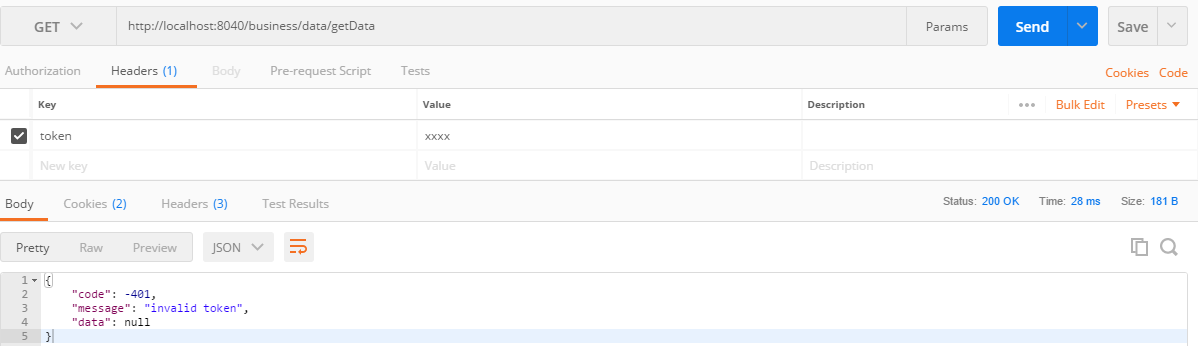 GET http://localhost:8040/business/data/getData Params Send Save
Authorization Headers (1) Body Pre-request Script Tests Cookies Code
Key Value Description ••• Bulk Edit Presets
token xxxx
New key Value Description
Body Cookies (2) Headers (3) Test Results Status: 200 OK Time: 28 ms Size: 181 B
Pretty Raw Preview JSON
1 {
2 "code": -401,
3 "message": "invalid token",
4 "data": null
5 }